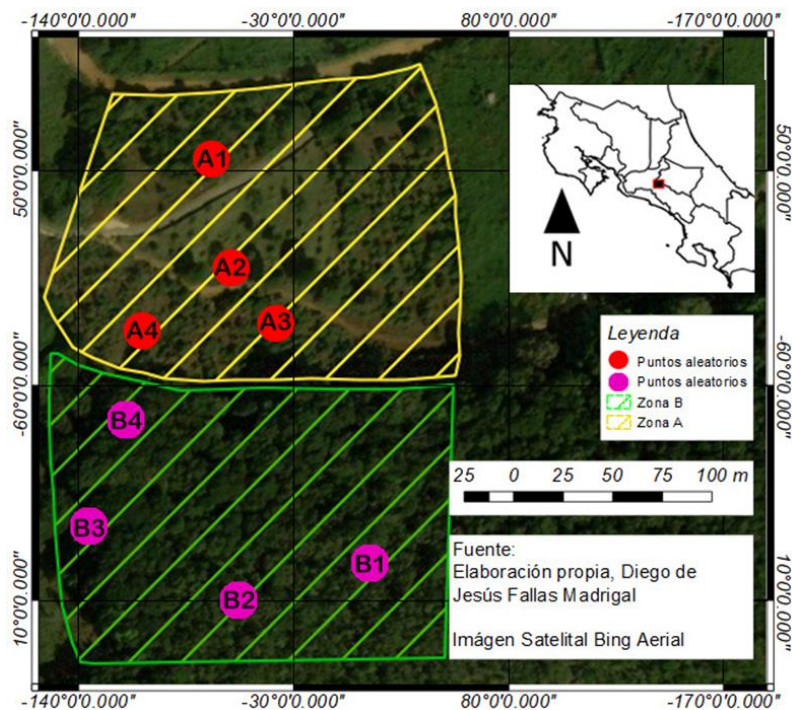 -140°0'0.000" -30°0'0.000" 80°0'0.000" -170°0'0.000"
50°0'0.000" 50°0'0.000"
A1
N
A2
A3
A4
Leyenda
Puntos aleatorios
Puntos aleatorios
Zona B
Zona A
-60°0'0.000" -60°0'0.000"
B4
25 0 25 50 75 100 m
B3
B1
B2
Fuente:
Elaboración propia, Diego de
Jesús Fallas Madrigal
Imágen Satelital Bing Aerial
10°0'0.000" 10°0'0.000"
-140°0'0.000" -30°0'0.000" 80°0'0.000" -170°0'0.000"